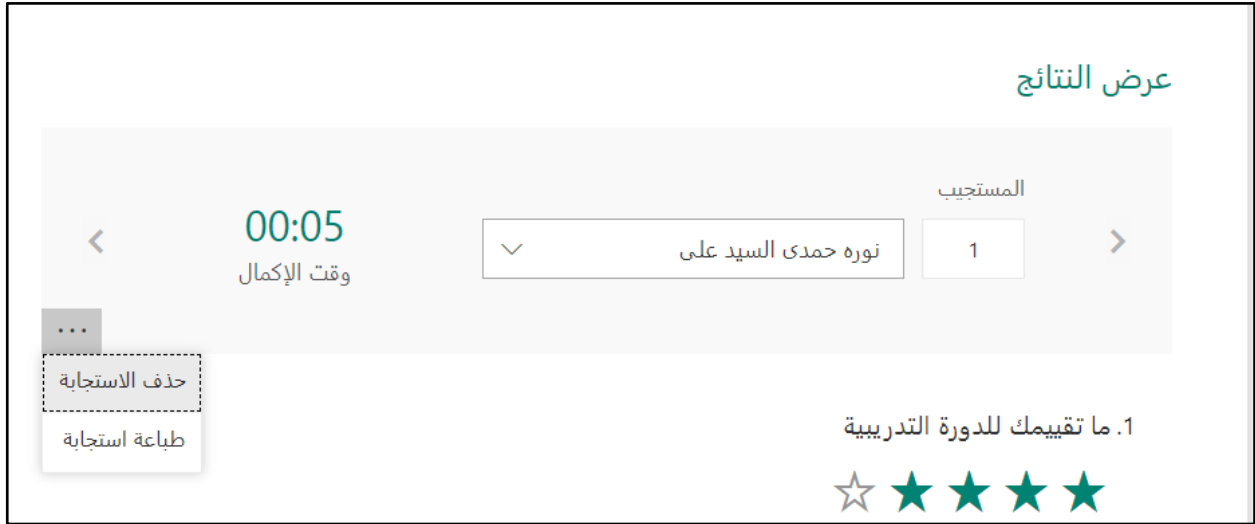 عرض النتائج
المستجيب
1
نوره حمدى السيد على
00:05
وقت الإكمال
...
حذف الاستجابة
طباعة استجابة
1. ما تقييمك للدورة التدريبية